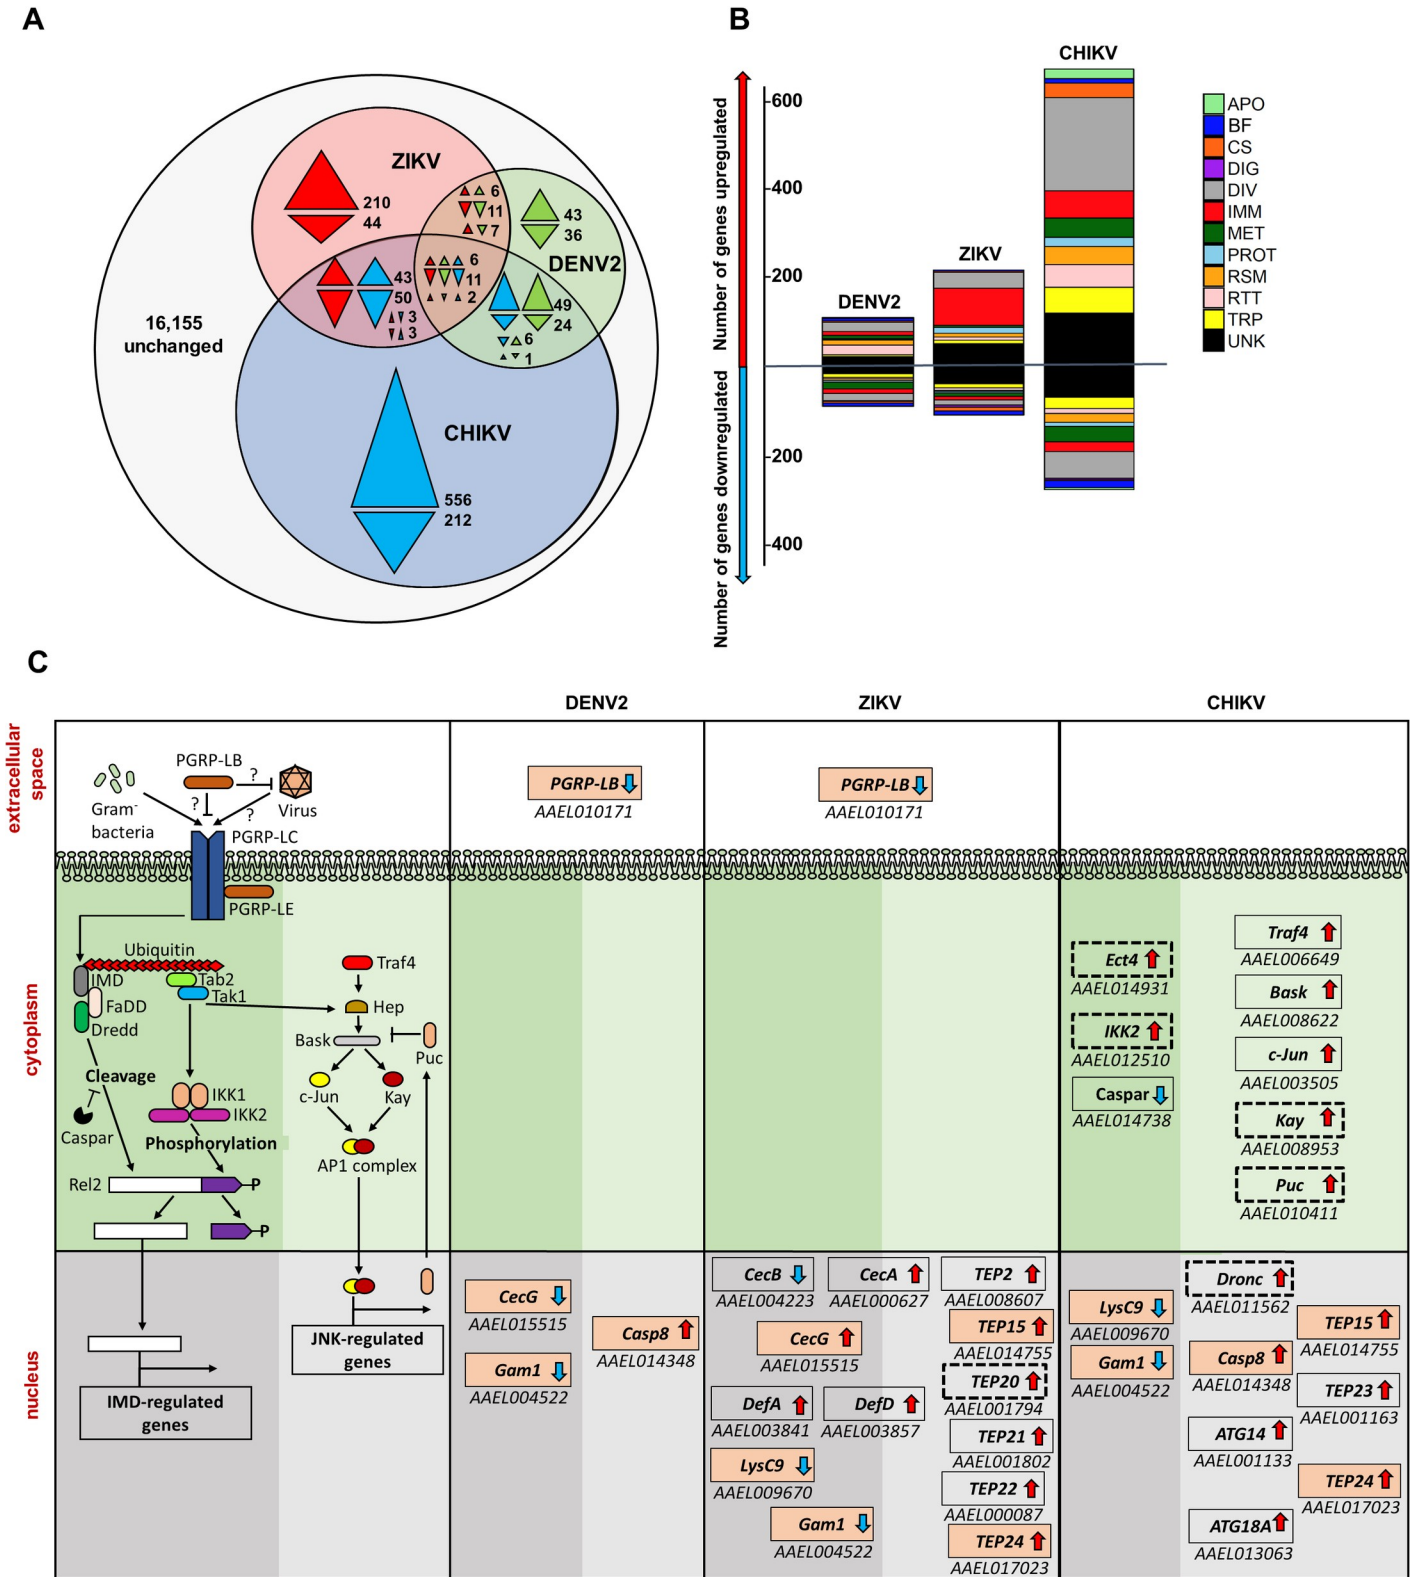 A
ZIKV
210
44
6
11
7
43
36
DENV2
6
11
2
43
50
3
3
49
24
6
1
16,155
unchanged
CHIKV
556
212
B
Number of genes upregulated
Number of genes downregulated
600
400
200
-200
-400
DENV2
ZIKV
CHIKV
APO
BF
CS
DIG
DIV
IMM
MET
PROT
RSM
RTT
TRP
UNK
C
DENV2
ZIKV
CHIKV
extracellular
space
cytoplasm
nucleus
PGRP-LB
?
?
?
Gram-
bacteria
Virus
PGRP-LC
PGRP-LE
Ubiquitin
IMD
Tab2
Tak1
FaDD
Dredd
Cleavage
Caspar
IKK1
IKK2
Phosphorylation
Rel2
P
P
Traf4
Hep
Bask
Puc
c-Jun
Kay
AP1 complex
JNK-regulated
genes
IMD-regulated
genes
PGRP-LB
AAEL010171
CecG
AAEL015515
Gam1
AAEL004522
Casp8
AAEL014348
PGRP-LB
AAEL010171
CecB
AAEL004223
CecA
AAEL000627
CecG
AAEL015515
DefA
AAEL003841
DefD
AAEL003857
LysC9
AAEL009670
Gam1
AAEL004522
TEP2
AAEL008607
TEP15
AAEL014755
TEP20
AAEL001794
TEP21
AAEL001802
TEP22
AAEL000087
TEP24
AAEL017023
Ect4
AAEL014931
IKK2
AAEL012510
Caspar
AAEL014738
Traf4
AAEL006649
Bask
AAEL008622
c-Jun
AAEL003505
Kay
AAEL008953
Puc
AAEL010411
LysC9
AAEL009670
Gam1
AAEL004522
Dronc
AAEL011562
Casp8
AAEL014348
ATG14
AAEL001133
ATG18A
AAEL013063
TEP15
AAEL014755
TEP23
AAEL001163
TEP24
AAEL017023